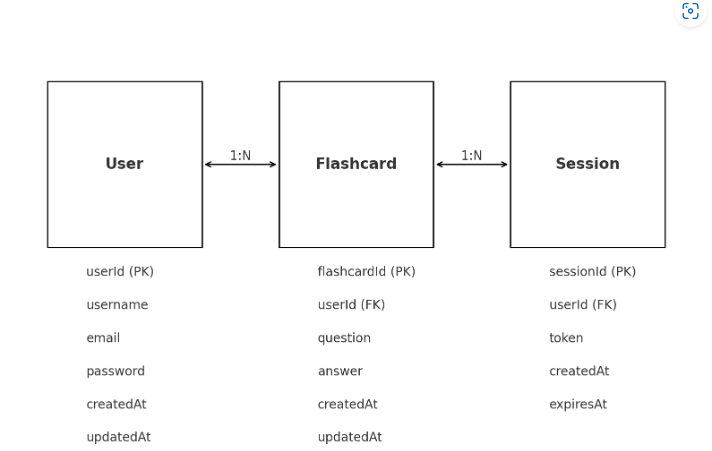 User
1:N
Flashcard
1:N
Session
userId (PK)
username
email
password
createdAt
updatedAt
flashcardId (PK)
userId (FK)
question
answer
createdAt
updatedAt
sessionId (PK)
userId (FK)
token
createdAt
expiresAt